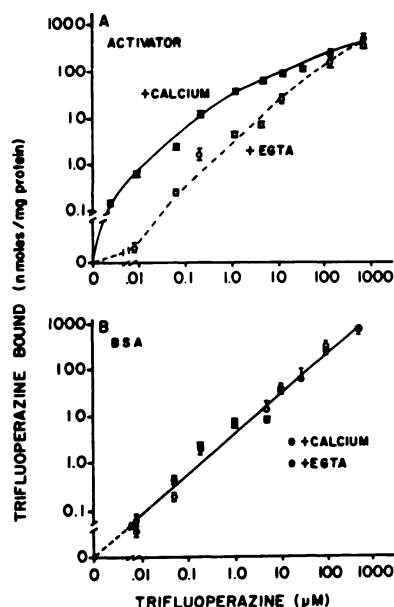 TRIFLUOPERAZINE BOUND (nmoles/mg protein)
A
ACTIVATOR
+CALCIUM
+EGTA
1000
100
10
1.0
0.1
0
0 .01 0.1 1.0 10 100 1000
B
BSA
+CALCIUM
+EGTA
1000
100
10
1.0
0.1
0
0 .01 0.1 1.0 10 100 1000
TRIFLUOPERAZINE (µM)